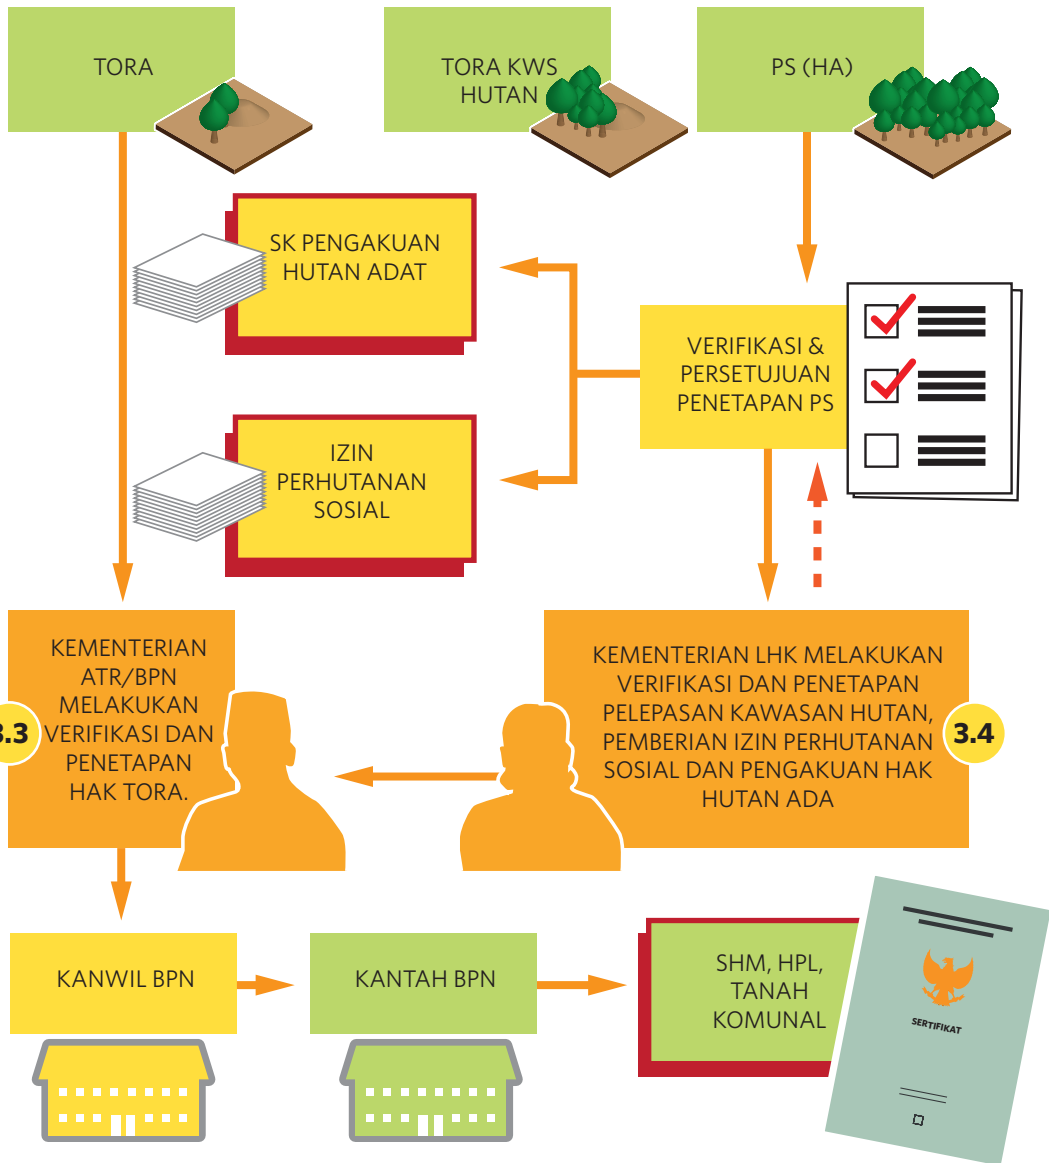 TORA
TORA KWS
HUTAN
PS (HA)
SK PENGAKUAN
HUTAN ADAT
VERIFIKASI &
PERSETUJUAN
PENETAPAN PS
IZIN
PERHUTANAN
SOSIAL
KEMENTERIAN
ATR/BPN
MELAKUKAN
VERIFIKASI DAN
PENETAPAN
HAK TORA.
3.3
KEMENTERIAN LHK MELAKUKAN
VERIFIKASI DAN PENETAPAN
PELEPASAN KAWASAN HUTAN,
PEMBERIAN IZIN PERHUTANAN
SOSIAL DAN PENGAKUAN HAK
HUTAN ADA
3.4
KANWIL BPN
KANTAH BPN
SHM, HPL,
TANAH
KOMUNAL
SERTIFIKAT